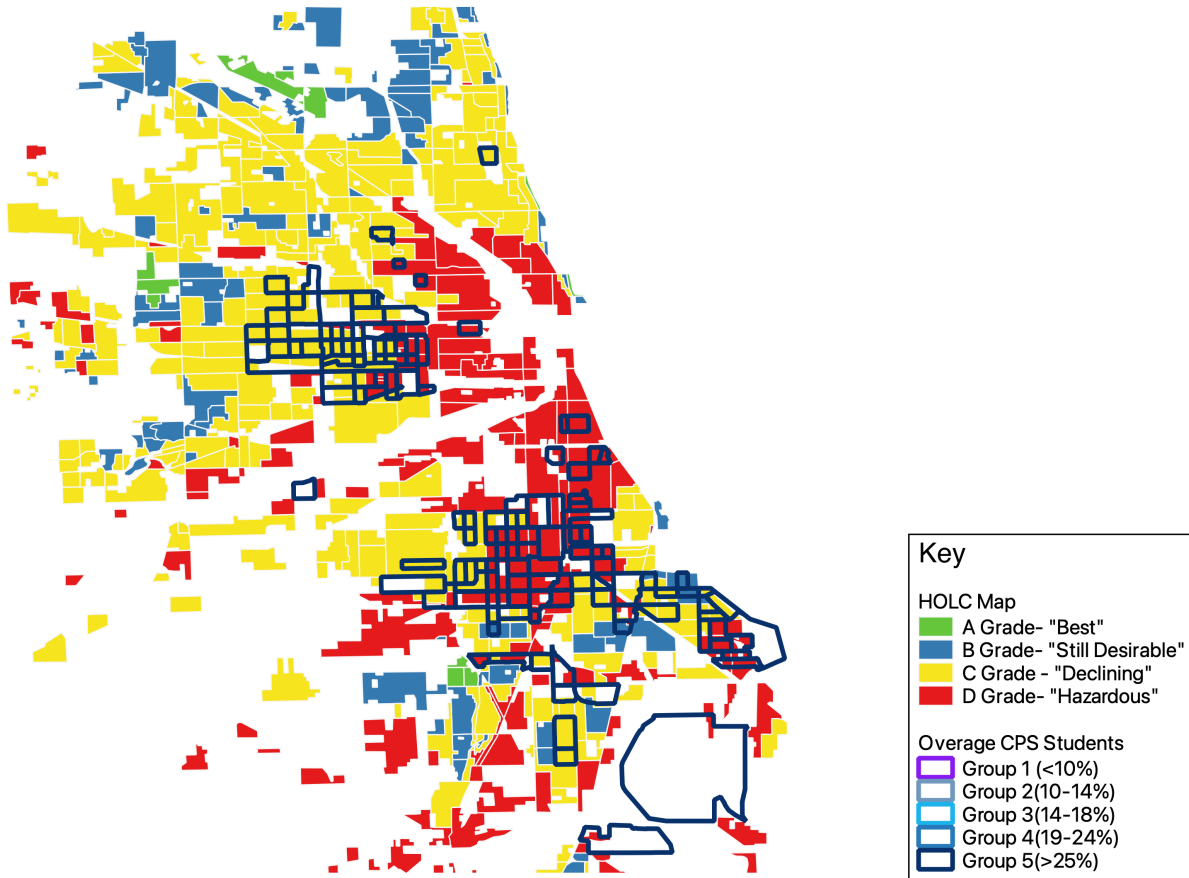 Key
HOLC Map
A Grade- "Best"
B Grade- "Still Desirable"
C Grade - "Declining"
D Grade- "Hazardous"
Overage CPS Students
Group 1 (<10%)
Group 2(10-14%)
Group 3(14-18%)
Group 4(19-24%)
Group 5(>25%)